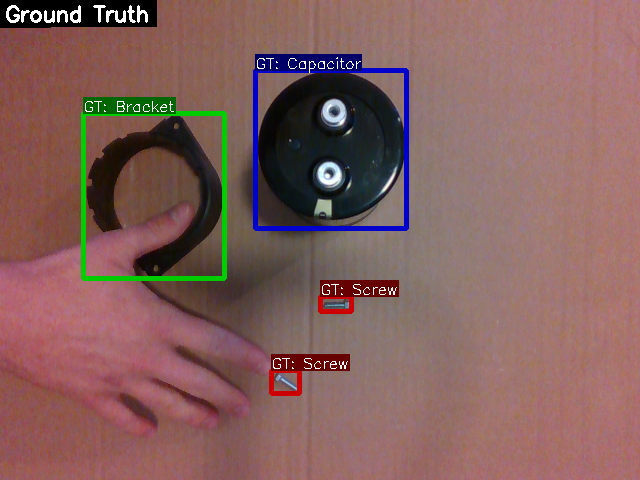 Ground Truth
GT: Capacitor
GT: Bracket
GT: Screw
GT: Screw